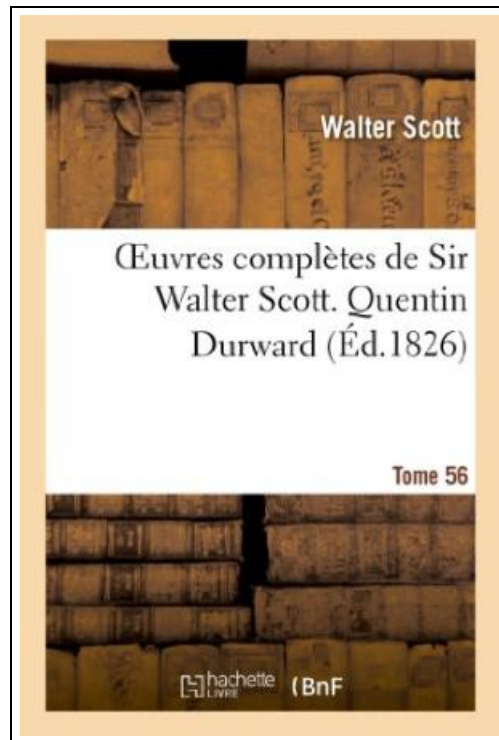 Walter Scott
Œuvres complètes de Sir
Walter Scott. Quentin
Durward (Éd.1826)
Tome 56
hachette
LIVRE
(BnF